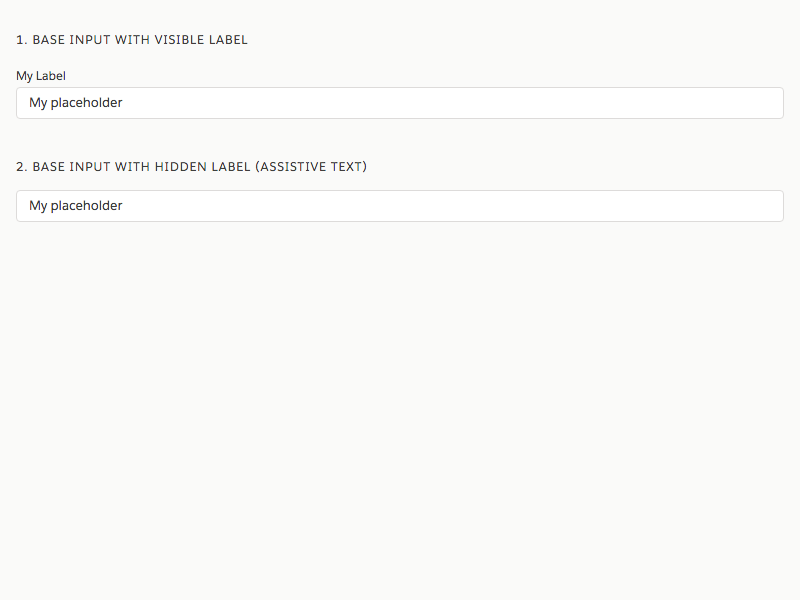 1. BASE INPUT WITH VISIBLE LABEL
My Label
My placeholder
2. BASE INPUT WITH HIDDEN LABEL (ASSISTIVE TEXT)
My placeholder